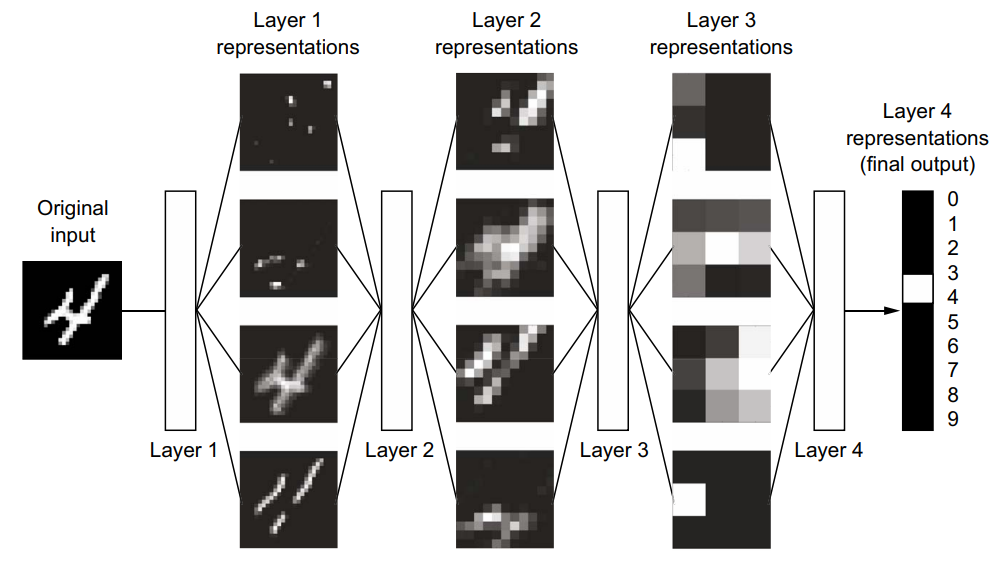 Layer 1
representations
Layer 2
representations
Layer 3
representations
Layer 4
representations
(final output)
Original
input
0
1
2
3
4
5
6
7
8
9
Layer 1
Layer 2
Layer 3
Layer 4